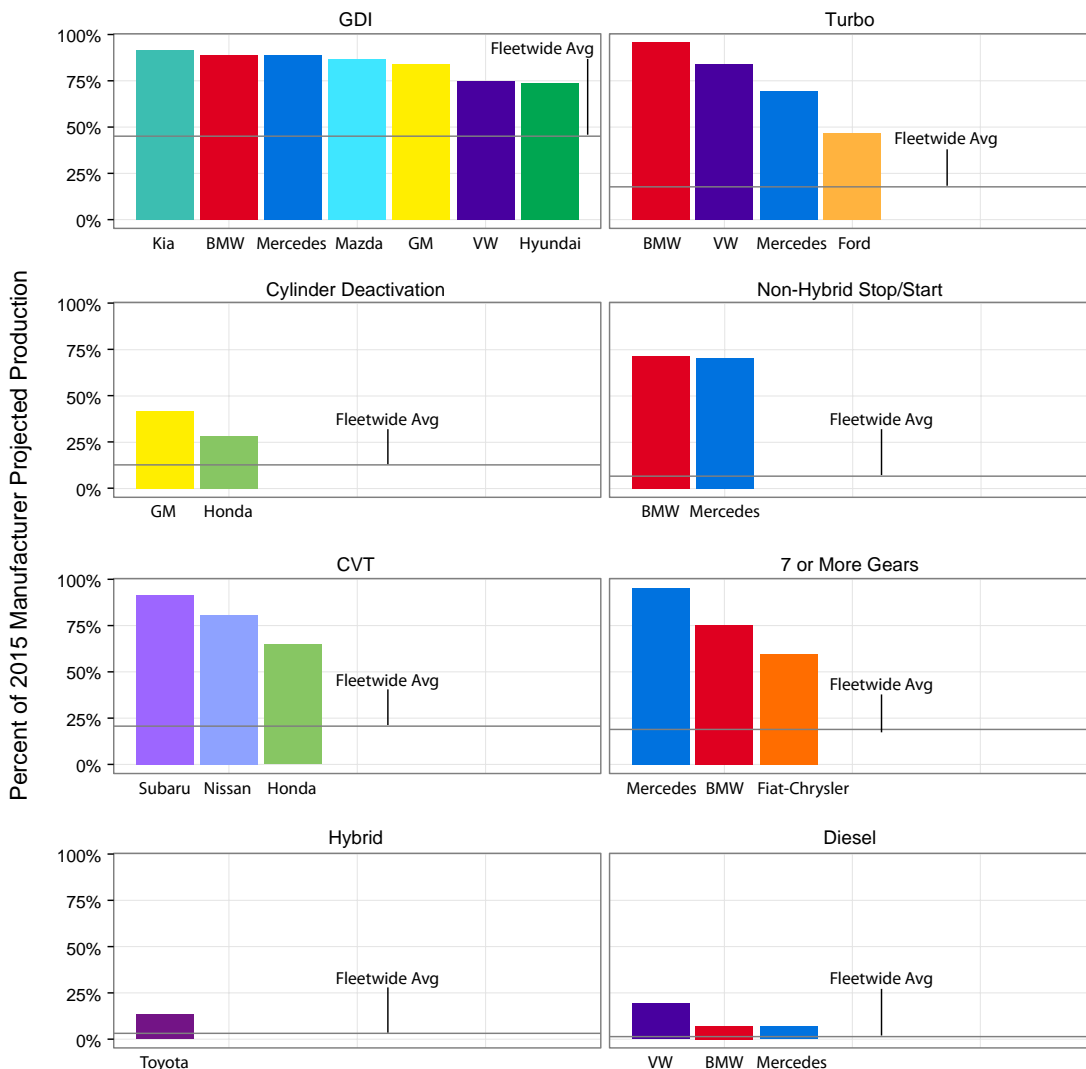 Percent of 2015 Manufacturer Projected Production
GDI
100%
75%
50%
25%
0%
Fleetwide Avg
Kia BMW Mercedes Mazda GM VW Hyundai
Turbo
Fleetwide Avg
BMW VW Mercedes Ford
Cylinder Deactivation
100%
75%
50%
25%
0%
Fleetwide Avg
GM Honda
Non-Hybrid Stop/Start
Fleetwide Avg
BMW Mercedes
CVT
100%
75%
50%
25%
0%
Fleetwide Avg
Subaru Nissan Honda
7 or More Gears
Fleetwide Avg
Mercedes BMW Fiat-Chrysler
Hybrid
100%
75%
50%
25%
0%
Fleetwide Avg
Toyota
Diesel
Fleetwide Avg
VW BMW Mercedes